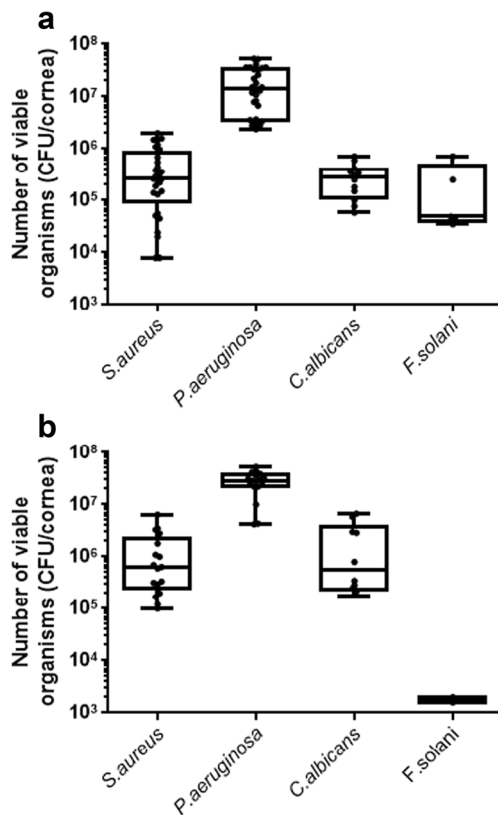 a
Number of viable
organisms (CFU/cornea)
10⁸
10⁷
10⁶
10⁵
10⁴
10³
S.aureus
P.aeruginosa
C.albicans
F.solani
b
Number of viable
organisms (CFU/cornea)
10⁸
10⁷
10⁶
10⁵
10⁴
10³
S.aureus
P.aeruginosa
C.albicans
F.solani